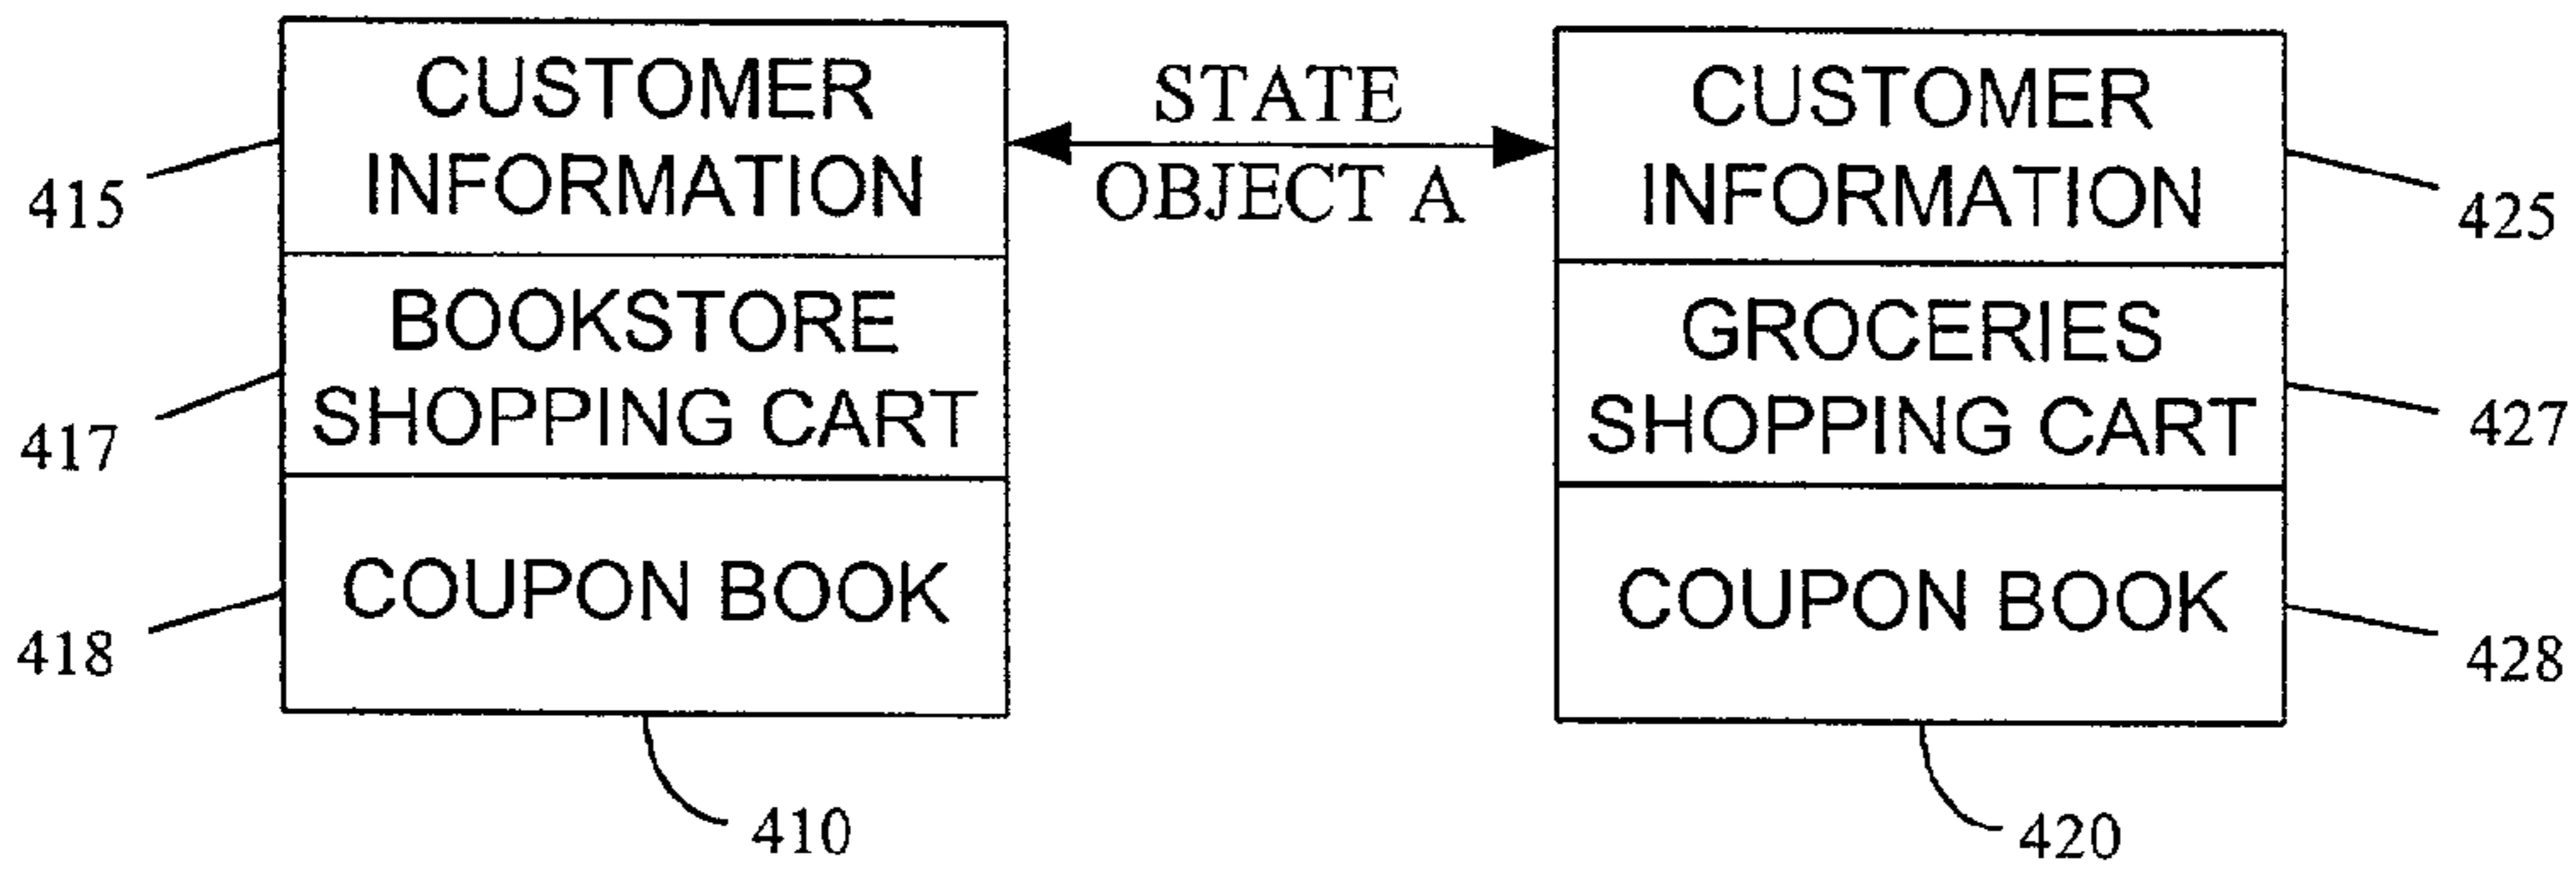 CUSTOMER
INFORMATION
415
BOOKSTORE
SHOPPING CART
417
COUPON BOOK
418
410
STATE
OBJECT A
CUSTOMER
INFORMATION
425
GROCERIES
SHOPPING CART
427
COUPON BOOK
428
420